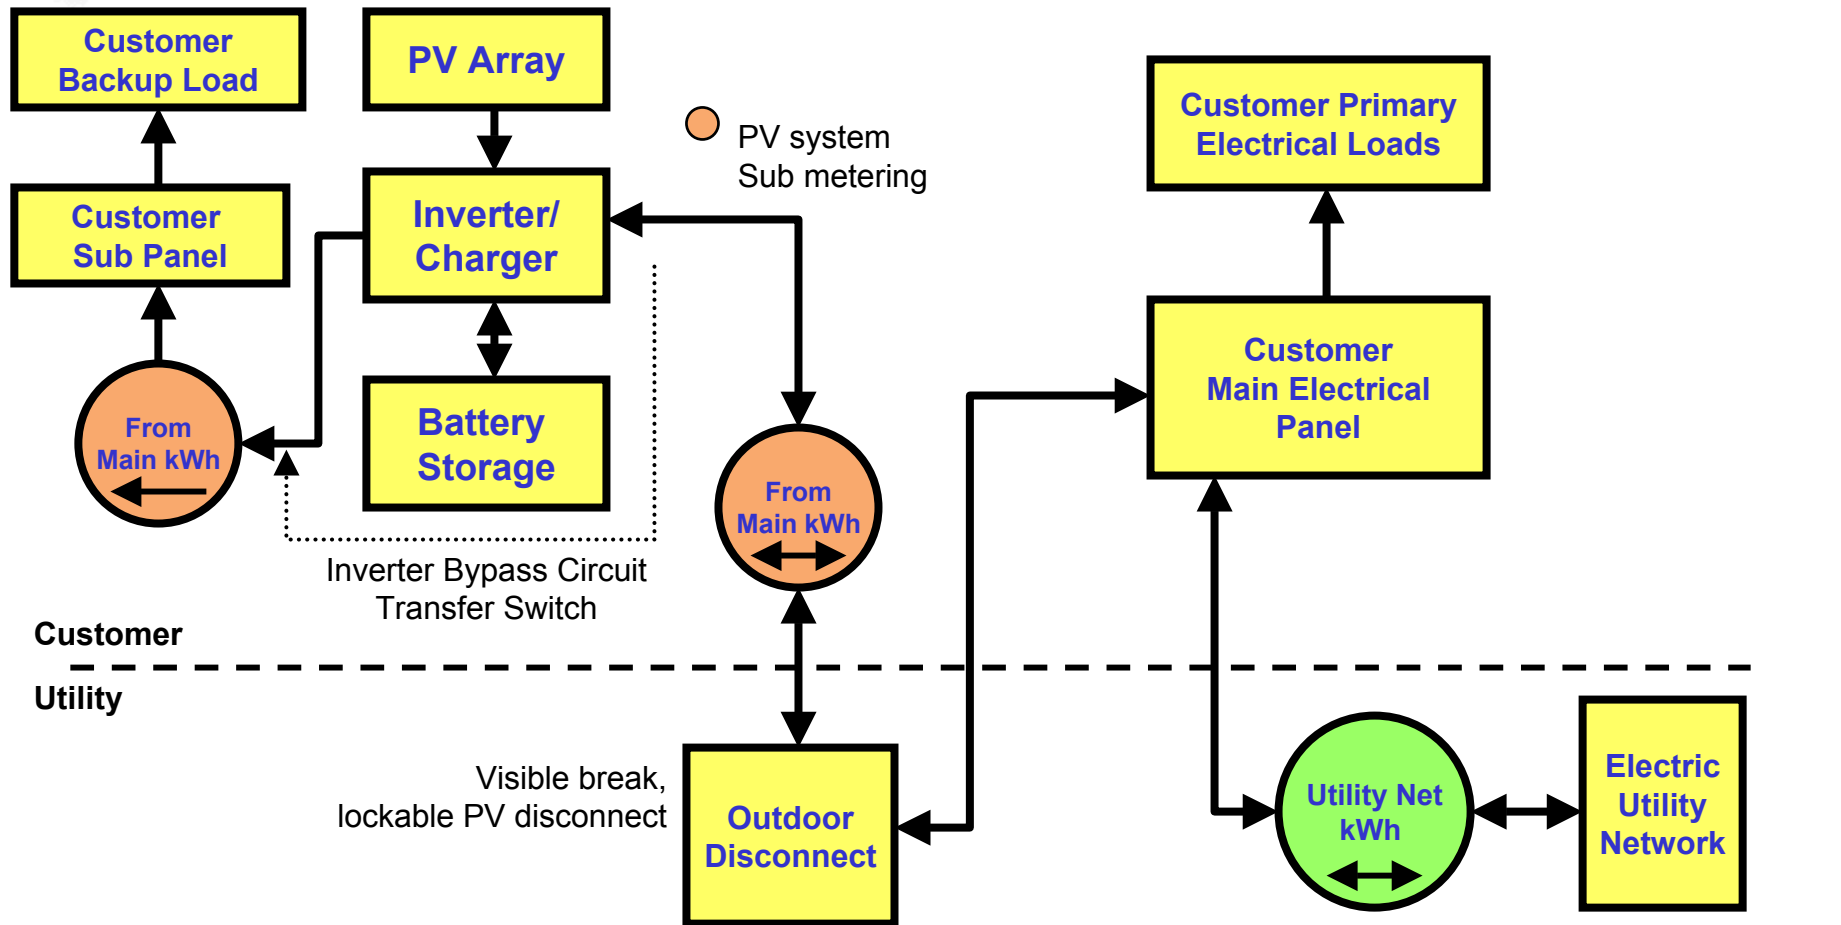 Customer
Backup Load
PV Array
PV system
Sub metering
Customer Primary
Electrical Loads
Customer
Sub Panel
Inverter/
Charger
Customer
Main Electrical
Panel
Battery
Storage
From
Main kWh
From
Main kWh
Inverter Bypass Circuit
Transfer Switch
Customer
Utility
Visible break,
lockable PV disconnect
Outdoor
Disconnect
Utility Net
kWh
Electric
Utility
Network